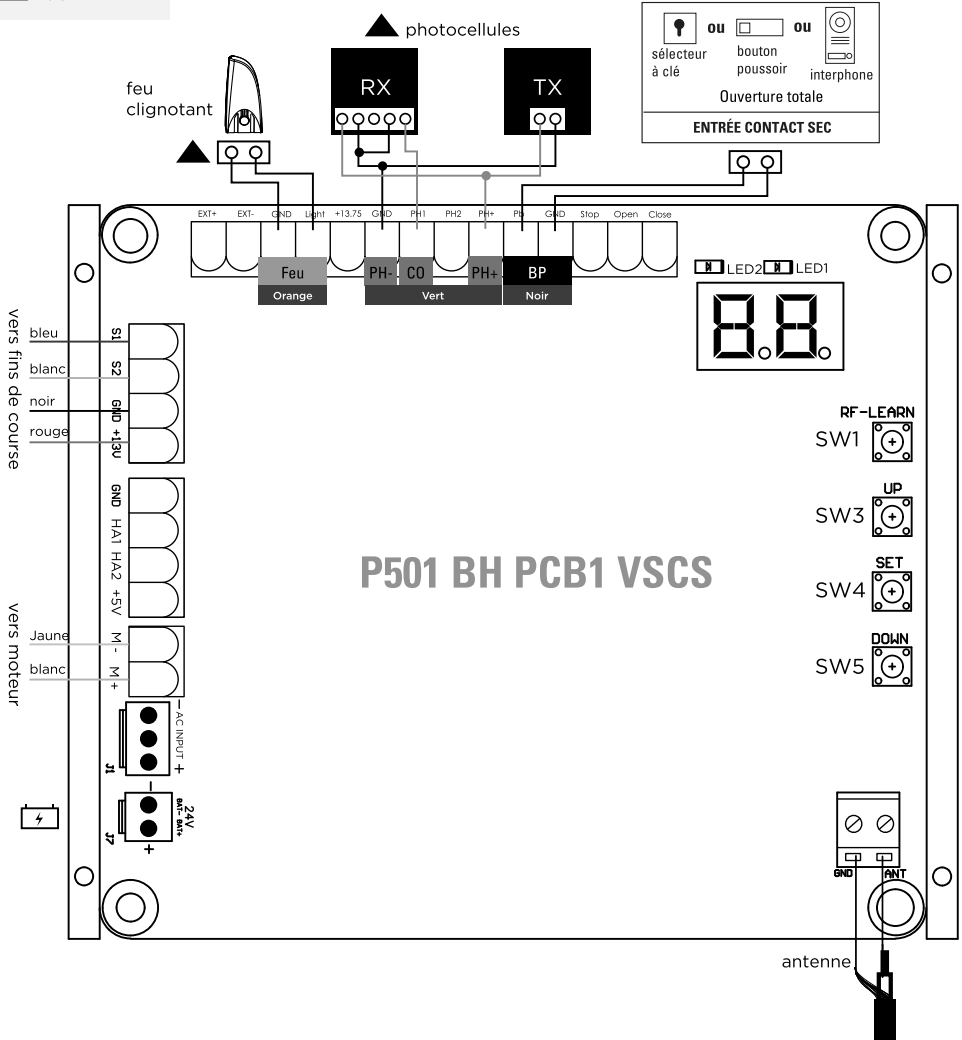 photocellules
feu
clignotant
RX
TX
ou
ou
sélecteur
à clé
bouton
poussoir
interphone
Ouverture totale
ENTRÉE CONTACT SEC
EXT+ EXT- GND Light +13.75 GND PH1 PH2 PH+ Pb GND Stop Open Close
Feu PH- CO PH+ BP
Orange Vert Noir
LED2 LED1
8.8.
vers fins de course
bleu S1
blanc S2
noir GND
rouge +13V
GND
HA1
HA2
+5V
RF-LEARN
SW1
UP
SW3
SET
SW4
DOWN
SW5
P501 BH PCB1 VSCS
vers moteur
Jaune M -
blanc M +
- AC INPUT +
J1
-
24V
BAT- BAT+
J7
+
GND ANT
antenne